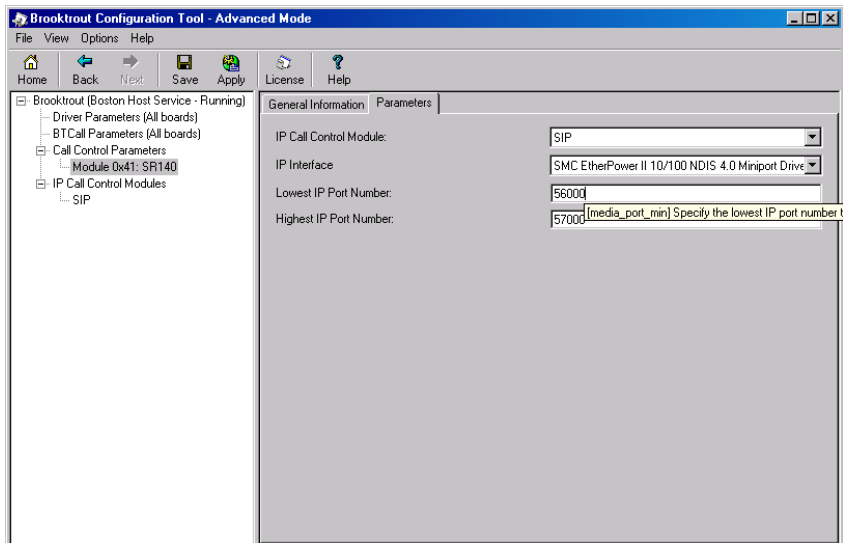 Brooktrout Configuration Tool - Advanced Mode
File View Options Help
Home Back Next Save Apply License Help
Brooktrout (Boston Host Service - Running)
Driver Parameters (All boards)
BTCall Parameters (All boards)
Call Control Parameters
Module 0x41: SR140
IP Call Control Modules
SIP
General Information Parameters
IP Call Control Module: SIP
IP Interface SMC EtherPower II 10/100 NDIS 4.0 Miniport Drive
Lowest IP Port Number: 56000
[media_port_min] Specify the lowest IP port number t
Highest IP Port Number: 57000